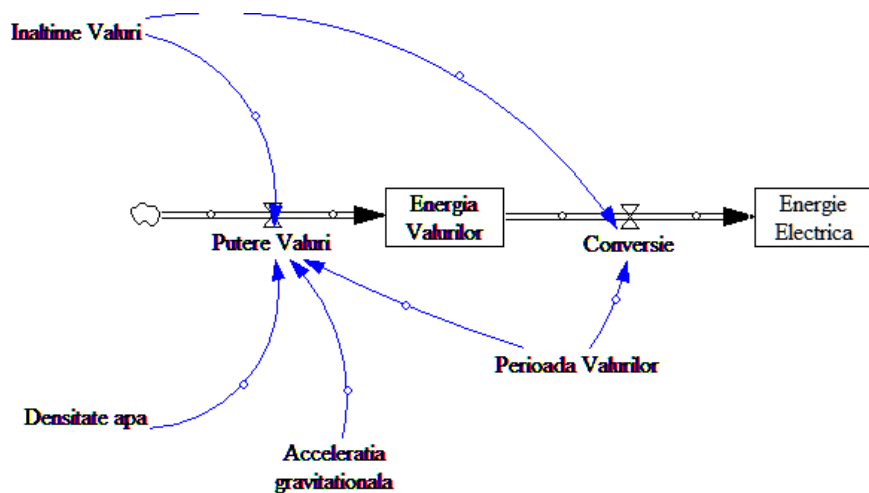 Inaltime Valuri
Energia
Valurilor
Energie
Electrica
Putere Valuri
Conversie
Perioada Valurilor
Densitate apa
Acceleratia
gravitationala